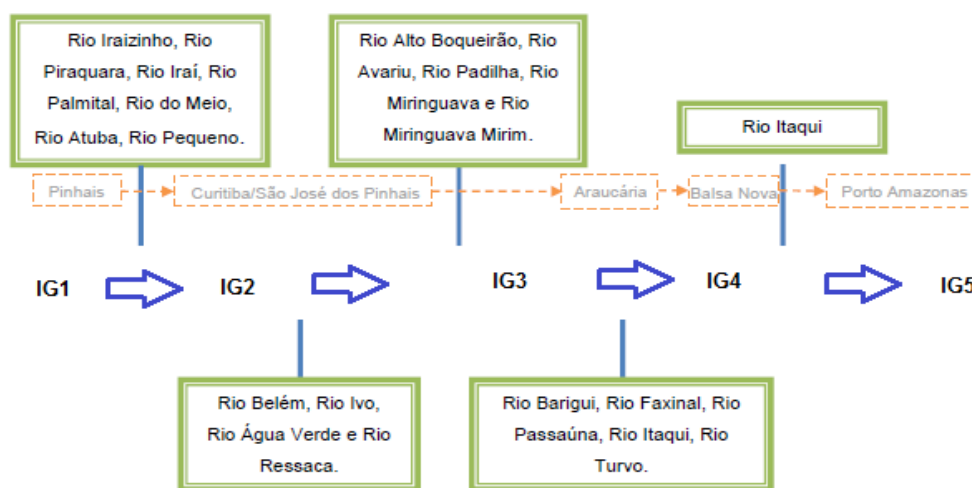 Rio Iraizinho, Rio
Piraquara, Rio Iraí, Rio
Palmital, Rio do Meio,
Rio Atuba, Rio Pequeno.
Rio Alto Boqueirão, Rio
Avariu, Rio Padilha, Rio
Miringuava e Rio
Miringuava Mirim.
Rio Itaqui
Pinhais
Curitiba/São José dos Pinhais
Araucária
Balsa Nova
Porto Amazonas
IG1
IG2
IG3
IG4
IG5
Rio Belém, Rio Ivo,
Rio Água Verde e Rio
Ressaca.
Rio Barigui, Rio Faxinal, Rio
Passaúna, Rio Itaqui, Rio
Turvo.